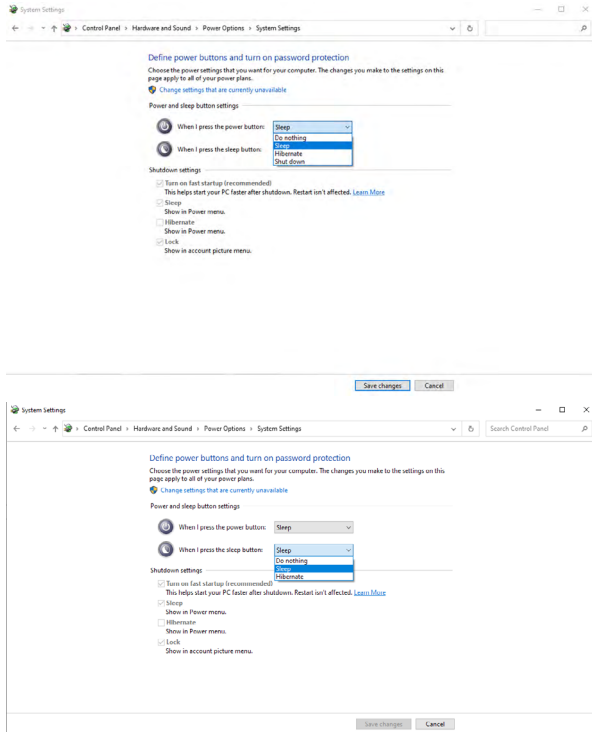 System Settings
Control Panel › Hardware and Sound › Power Options › System Settings
Define power buttons and turn on password protection
Choose the power settings that you want for your computer. The changes you make to the settings on this
page apply to all of your power plans.
Change settings that are currently unavailable
Power and sleep button settings
When I press the power button: Sleep
Do nothing
Sleep
Hibernate
Shut down
When I press the sleep button:
Shutdown settings
Turn on fast startup (recommended)
This helps start your PC faster after shutdown. Restart isn't affected. Learn More
Sleep
Show in Power menu.
Hibernate
Show in Power menu.
Lock
Show in account picture menu.
Save changes Cancel
System Settings
Control Panel › Hardware and Sound › Power Options › System Settings Search Control Panel
Define power buttons and turn on password protection
Choose the power settings that you want for your computer. The changes you make to the settings on this
page apply to all of your power plans.
Change settings that are currently unavailable
Power and sleep button settings
When I press the power button: Sleep
When I press the sleep button: Sleep
Do nothing
Sleep
Hibernate
Shutdown settings
Turn on fast startup (recommended)
This helps start your PC faster after shutdown. Restart isn't affected. Learn More
Sleep
Show in Power menu.
Hibernate
Show in Power menu.
Lock
Show in account picture menu.
Save changes Cancel